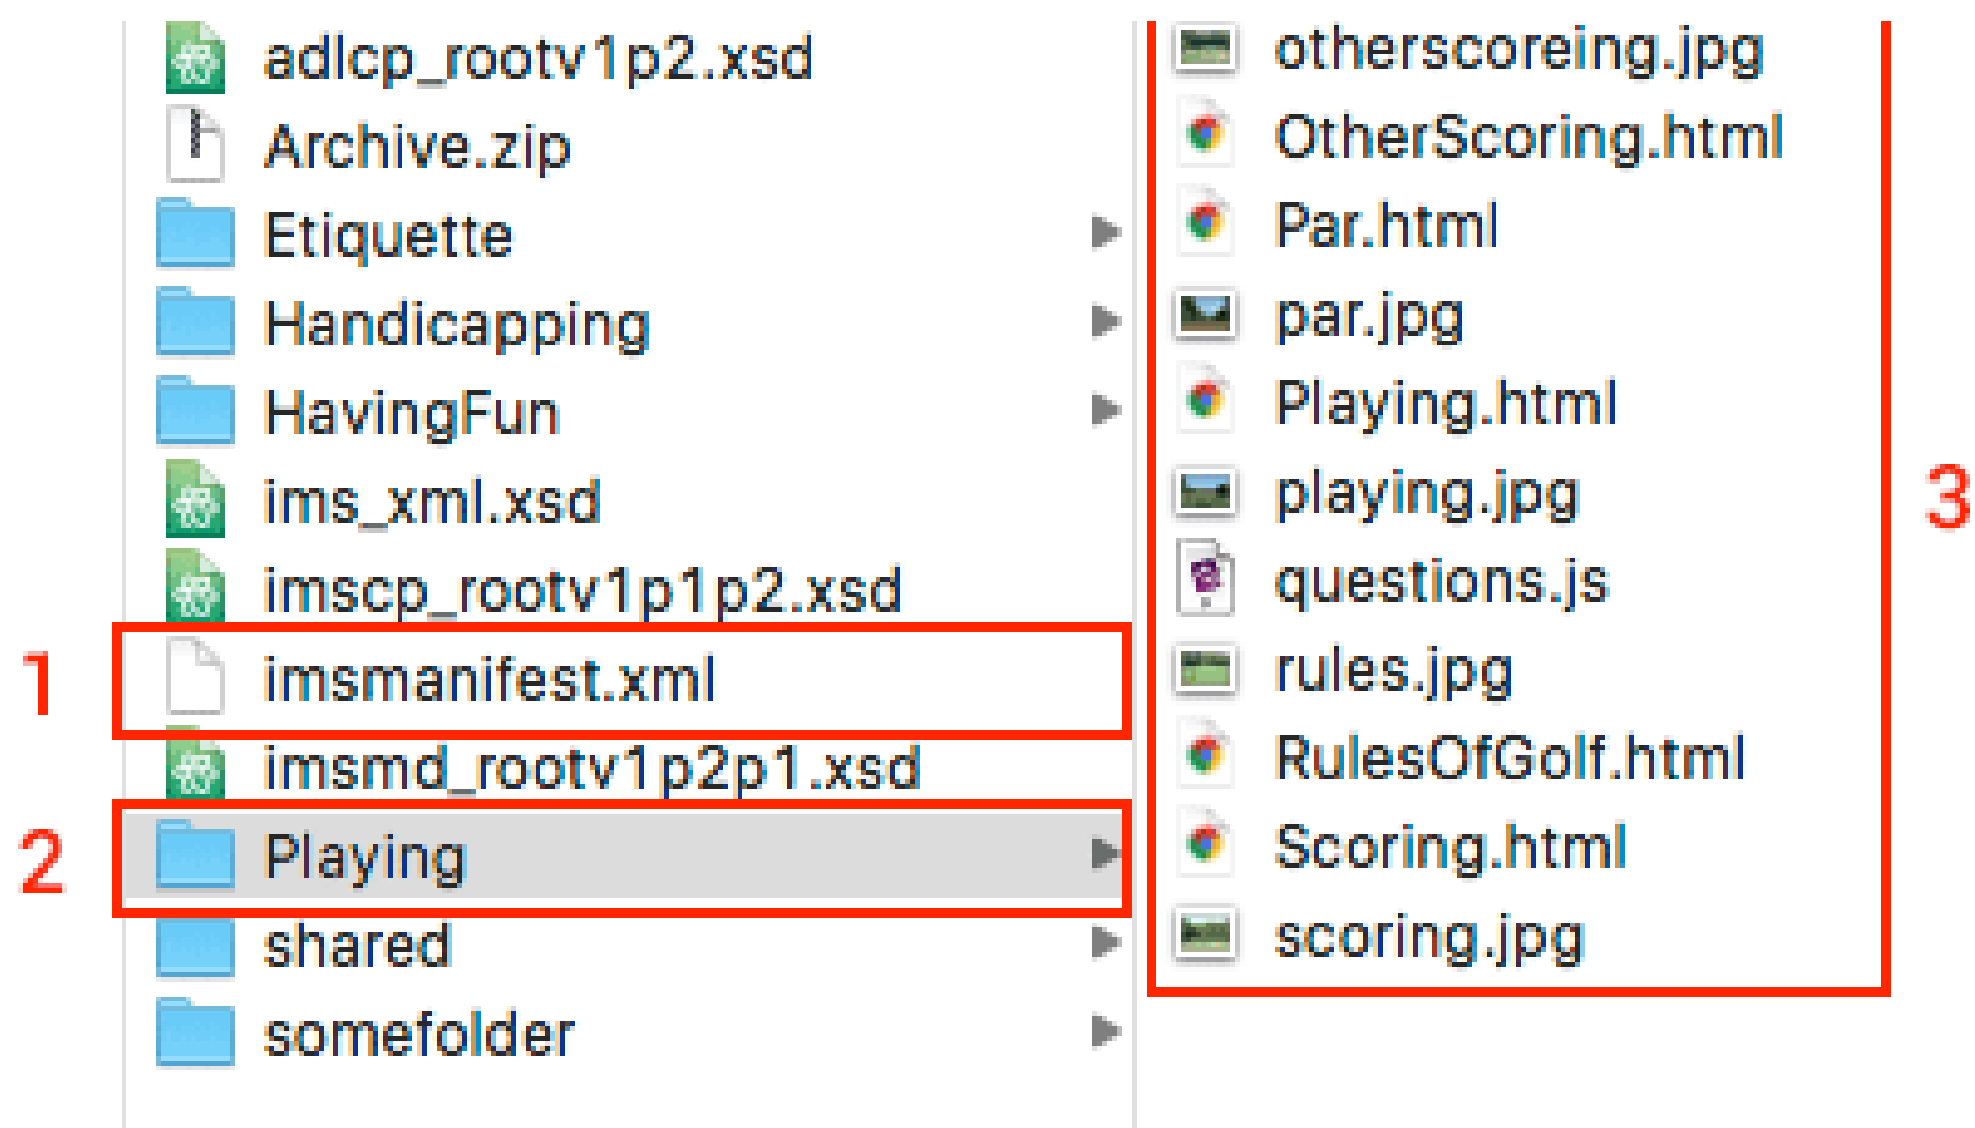 adlcp_rootv1p2.xsd
Archive.zip
Etiquette
Handicapping
HavingFun
ims_xml.xsd
imscp_rootv1p1p2.xsd
1
imsmanifest.xml
imsmd_rootv1p2p1.xsd
2
Playing
shared
somefolder
otherscoreing.jpg
OtherScoring.html
Par.html
par.jpg
Playing.html
playing.jpg
questions.js
rules.jpg
RulesOfGolf.html
Scoring.html
scoring.jpg
3